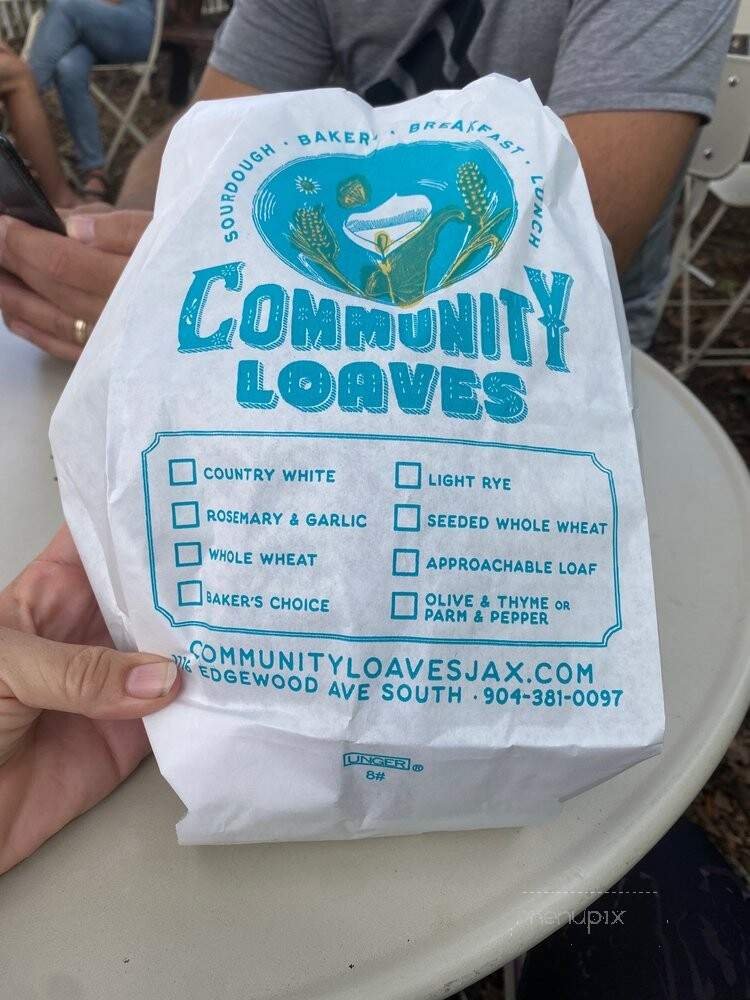 SOURDOUGH · BAKERY · BREAKFAST · LUNCH
COMMUNITY
LOAVES
COUNTRY WHITE
ROSEMARY & GARLIC
WHOLE WHEAT
BAKER'S CHOICE
LIGHT RYE
SEEDED WHOLE WHEAT
APPROACHABLE LOAF
OLIVE & THYME OR
PARM & PEPPER
COMMUNITYLOAVESJAX.COM
EDGEWOOD AVE SOUTH · 904-381-0097
UNGER®
8#
menupix